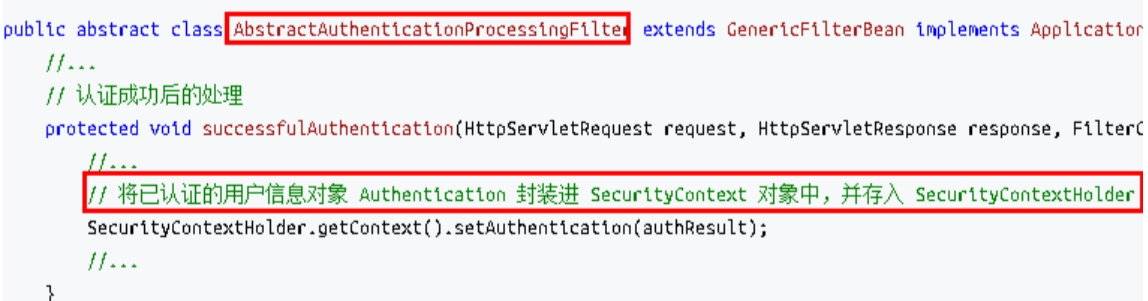 public abstract class AbstractAuthenticationProcessingFilter extends GenericFilterBean implements Application
//...
// 认证成功后的处理
protected void successfulAuthentication(HttpServletRequest request, HttpServletResponse response, FilterC
//...
// 将已认证的用户信息对象 Authentication 封装进 SecurityContext 对象中，并存入 SecurityContextHolder
SecurityContextHolder.getContext().setAuthentication(authResult);
//...
}